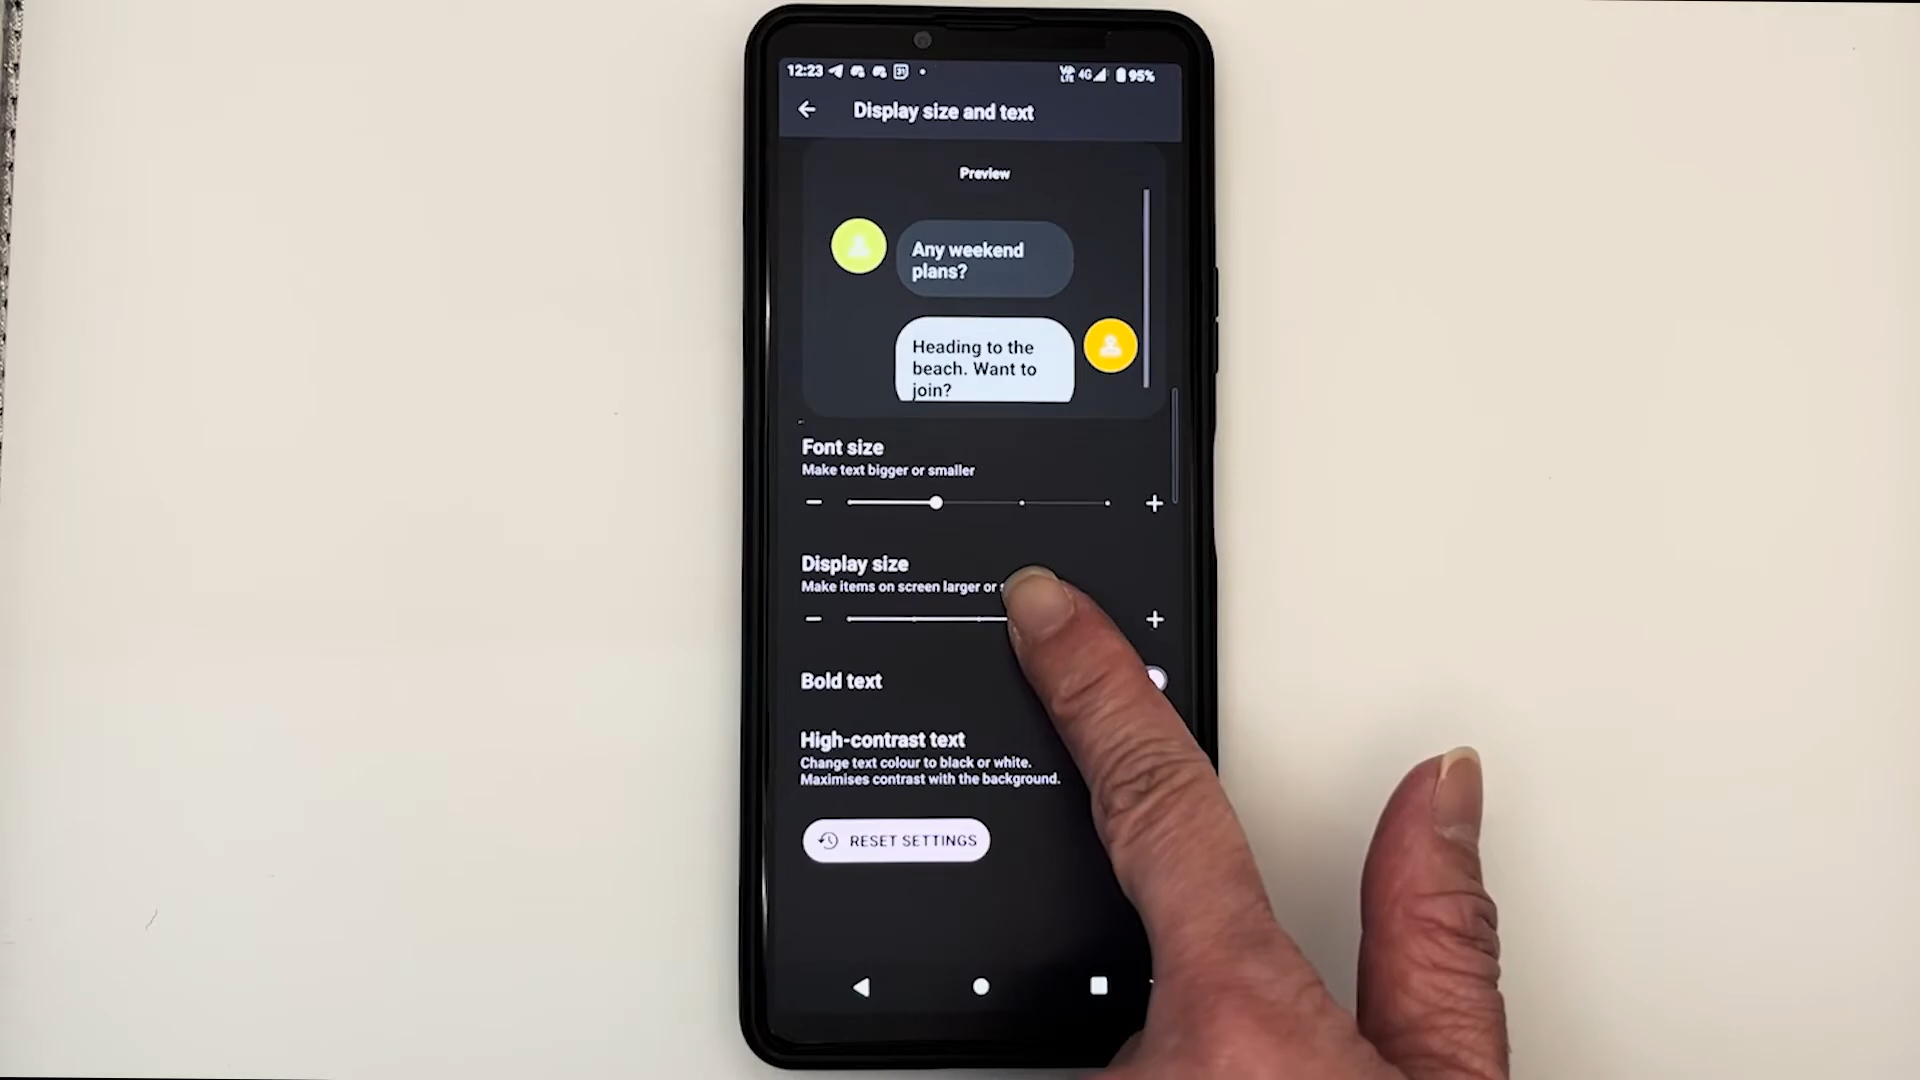 12:23 31 4G 95%
Display size and text
Preview
Any weekend
plans?
Heading to the
beach. Want to
join?
Font size
Make text bigger or smaller
Display size
Make items on screen larger or
Bold text
High-contrast text
Change text colour to black or white.
Maximises contrast with the background.
RESET SETTINGS